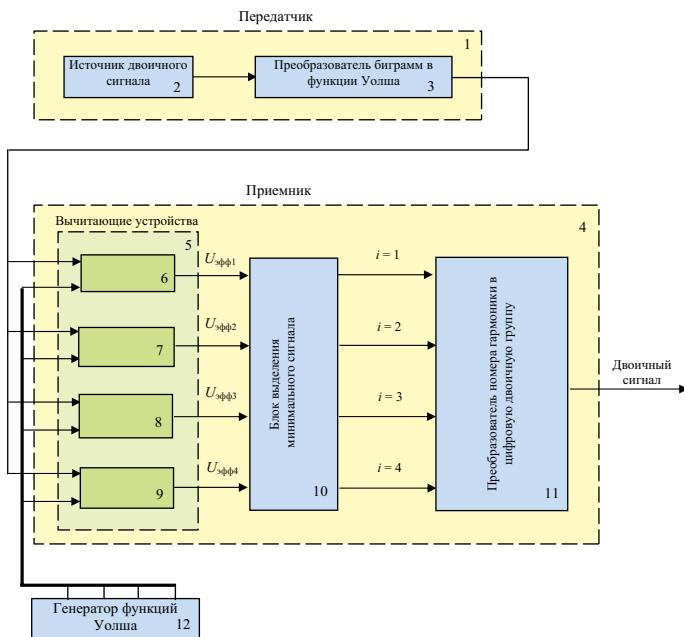 Передатчик
1
Источник двоичного
сигнала
2
Преобразователь биграмм в
функции Уолша
3
Приемник
4
Вычитающие устройства
5
6
7
8
9
Uэфф1
Uэфф2
Uэфф3
Uэфф4
Блок выделения
минимального сигнала
10
i = 1
i = 2
i = 3
i = 4
Преобразователь номера гармоники в
цифровую двоичную группу
11
Двоичный
сигнал
Генератор функций
Уолша
12